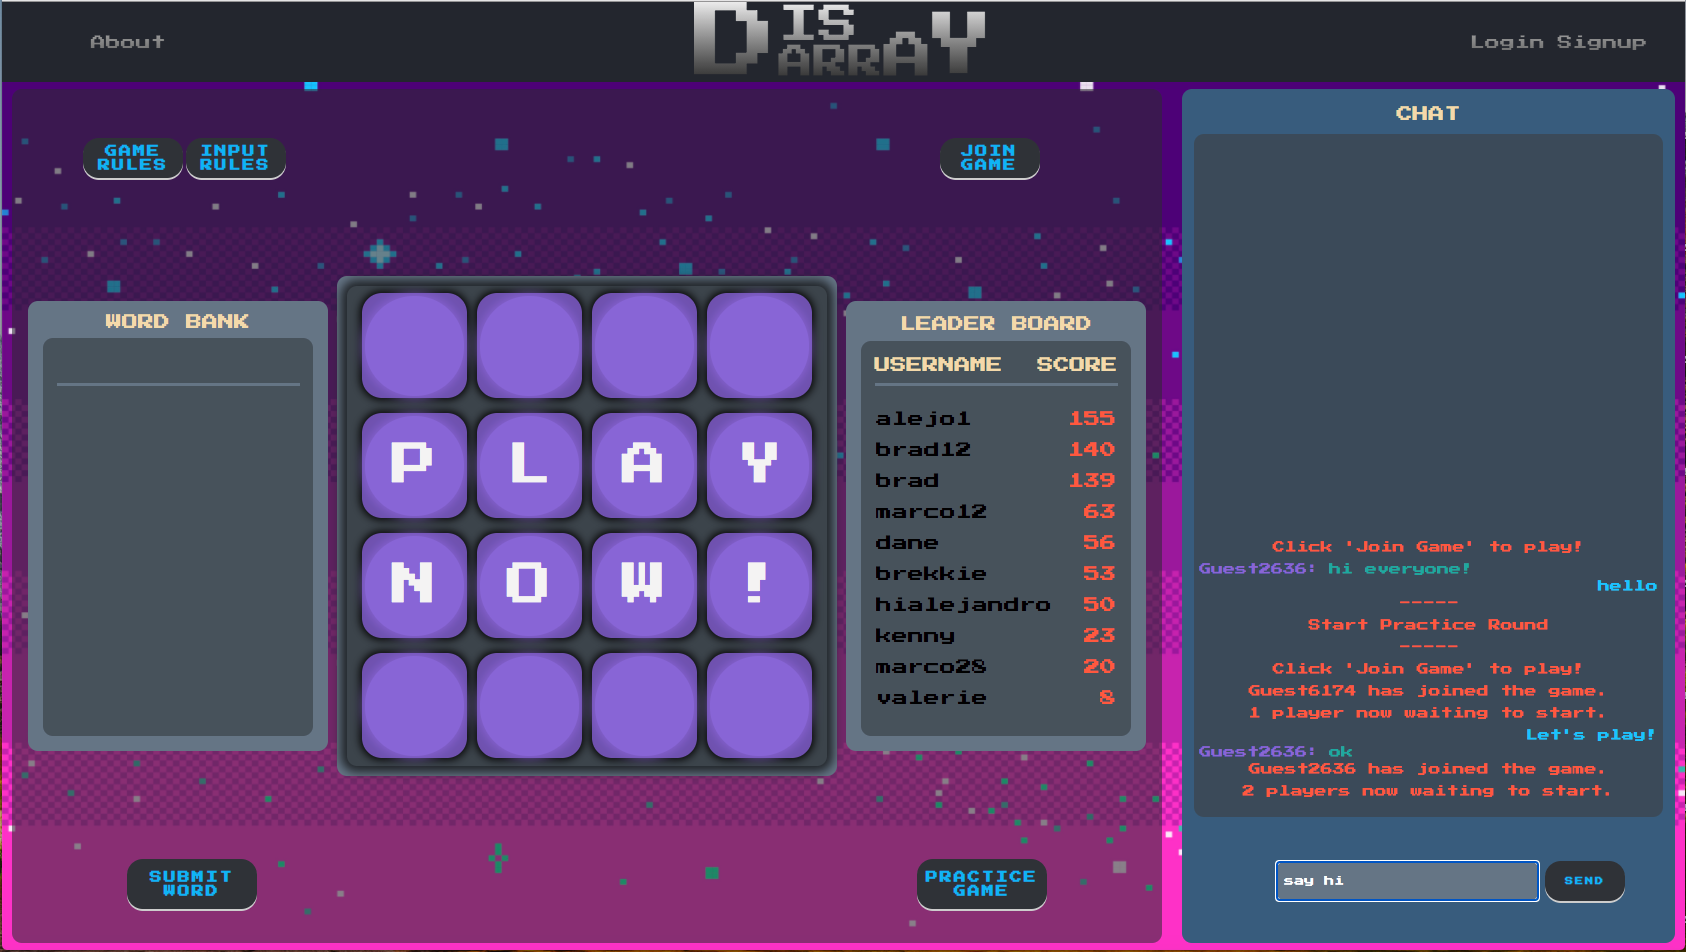 About
DISARRAY
Login Signup
GAME RULES
INPUT RULES
JOIN GAME
WORD BANK
P L A Y
N O W !
LEADER BOARD
USERNAME SCORE
alejo1 155
brad12 140
brad 139
marco12 63
dane 56
brekkie 53
hialejandro 50
kenny 23
marco28 20
valerie 8
SUBMIT WORD
PRACTICE GAME
CHAT
Click 'Join Game' to play!
Guest2636: hi everyone!
hello
-----
Start Practice Round
-----
Click 'Join Game' to play!
Guest6174 has joined the game.
1 player now waiting to start.
Let's play!
Guest2636: ok
Guest2636 has joined the game.
2 players now waiting to start.
say hi
SEND